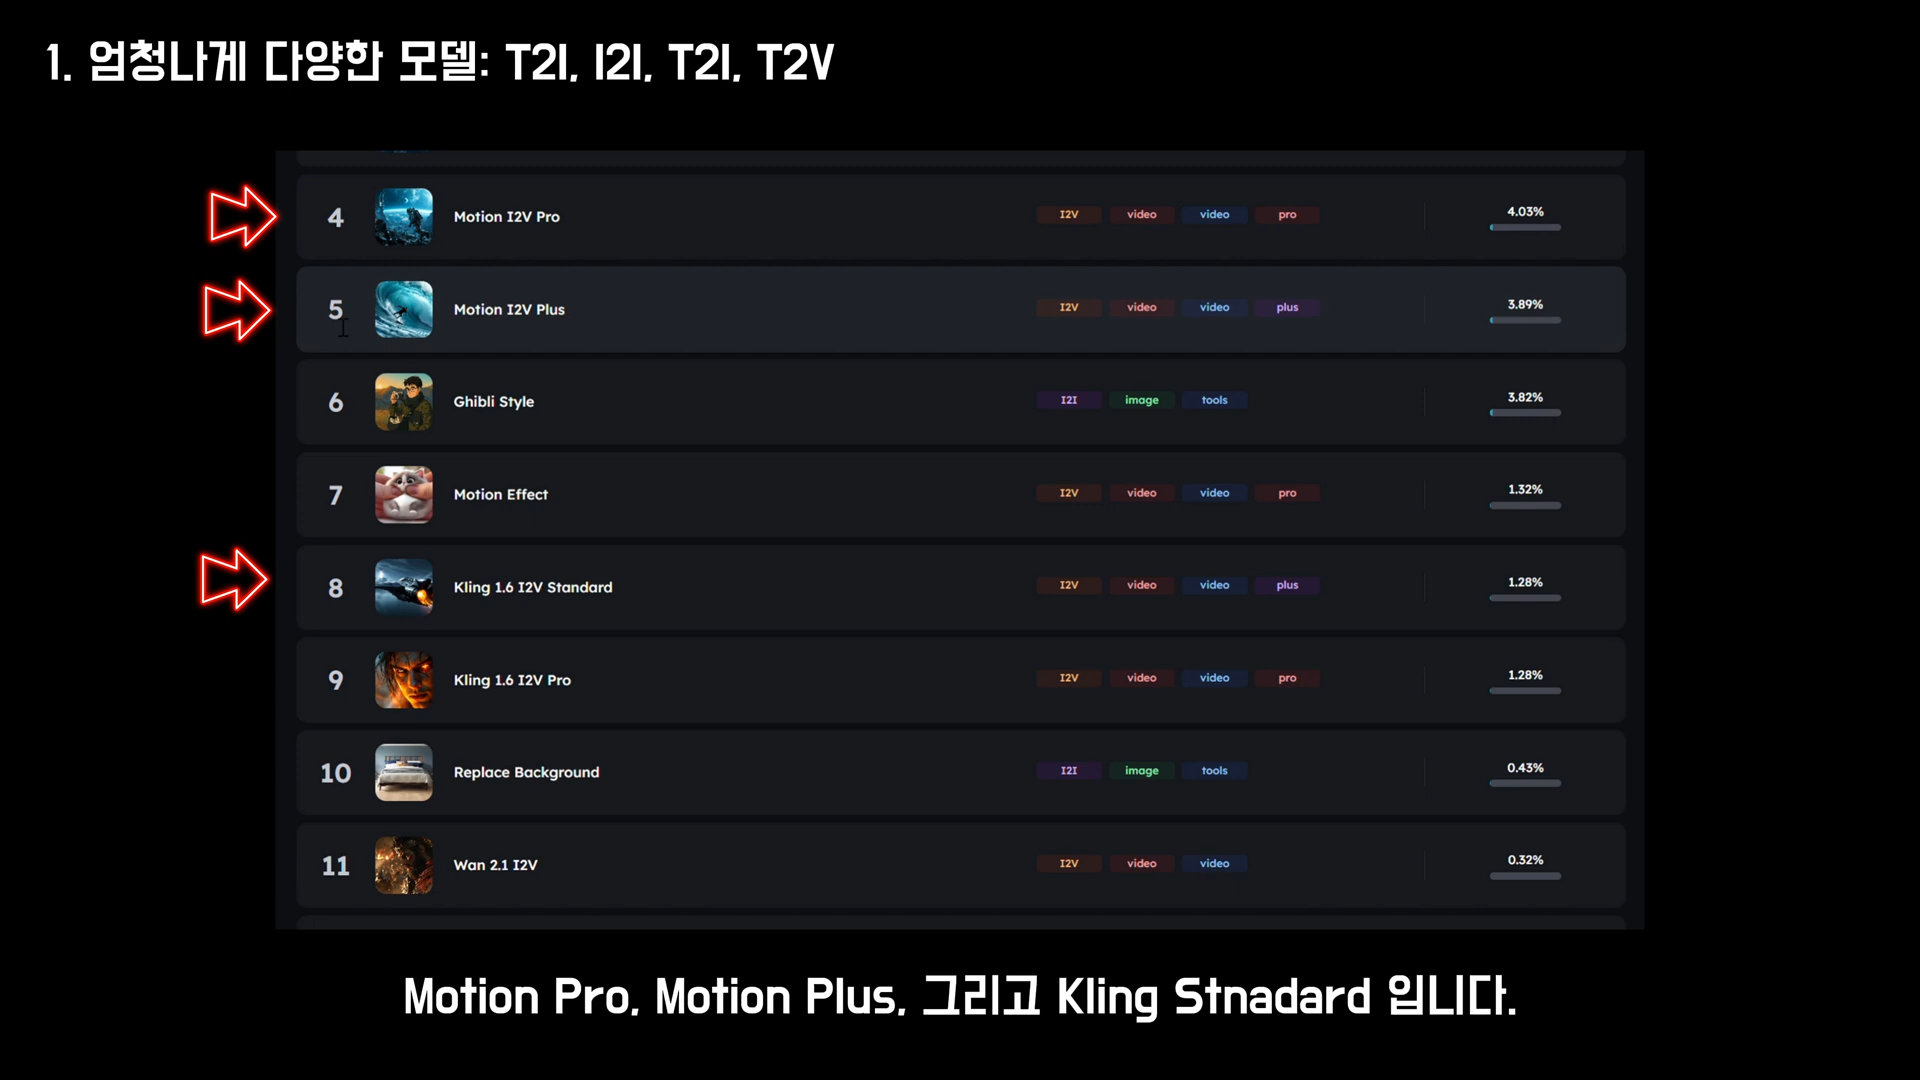 1. 엄청나게 다양한 모델: T2I, I2I, T2I, T2V
4 Motion I2V Pro I2V video video pro 4.03%
5 Motion I2V Plus I2V video video plus 3.89%
6 Ghibli Style I2I image tools 3.82%
7 Motion Effect I2V video video pro 1.32%
8 Kling 1.6 I2V Standard I2V video video plus 1.28%
9 Kling 1.6 I2V Pro I2V video video pro 1.28%
10 Replace Background I2I image tools 0.43%
11 Wan 2.1 I2V I2V video video 0.32%
Motion Pro, Motion Plus, 그리고 Kling Stnadard 입니다.